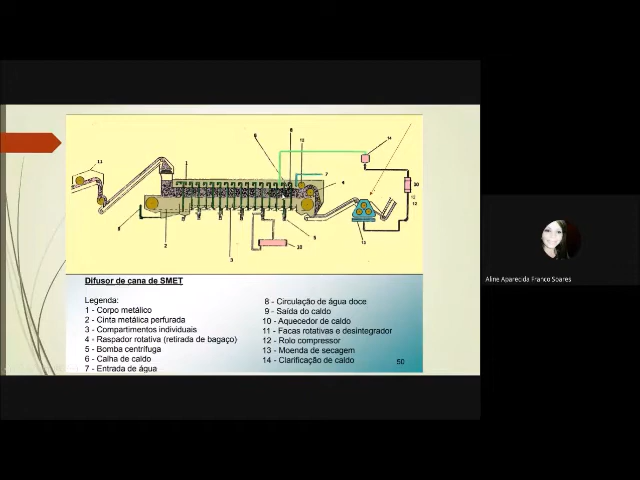 Difusor de cana de SMET
Legenda:
1 - Corpo metálico
2 - Cinta metálica perfurada
3 - Compartimentos individuais
4 - Raspador rotativa (retirada de bagaço)
5 - Bomba centrífuga
6 - Calha de caldo
7 - Entrada de água
8 - Circulação de água doce
9 - Saída do caldo
10 - Aquecedor de caldo
11 - Facas rotativas e desintegrador
12 - Rolo compressor
13 - Moenda de secagem
14 - Clarificação de caldo
50
Aline Aparecida Franco Soares